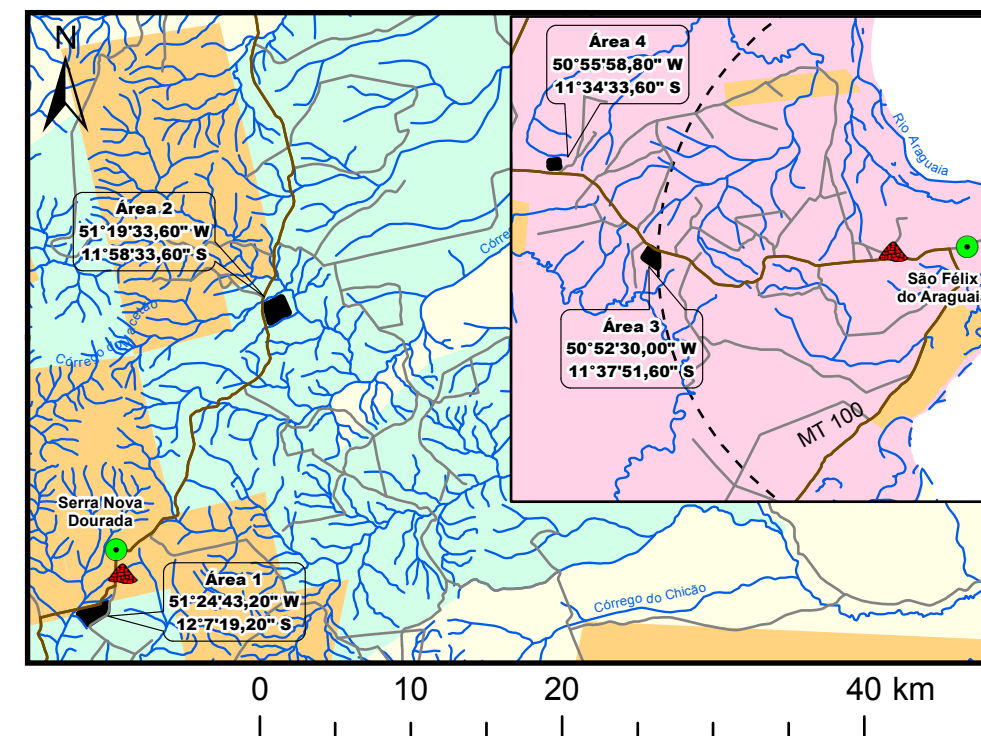 N
Área 4
50°55'58,80" W
11°34'33,60" S
Rio Araguaia
Área 2
51°19'33,60" W
11°58'33,60" S
São Félix
Área 3
50°52'30,00" W
11°37'51,60" S
MT 100
Serra Nova
Dourada
Área 1
51°24'43,20" W
12°7'19,20" S
Córrego do Chicão
0 10 20 40 km